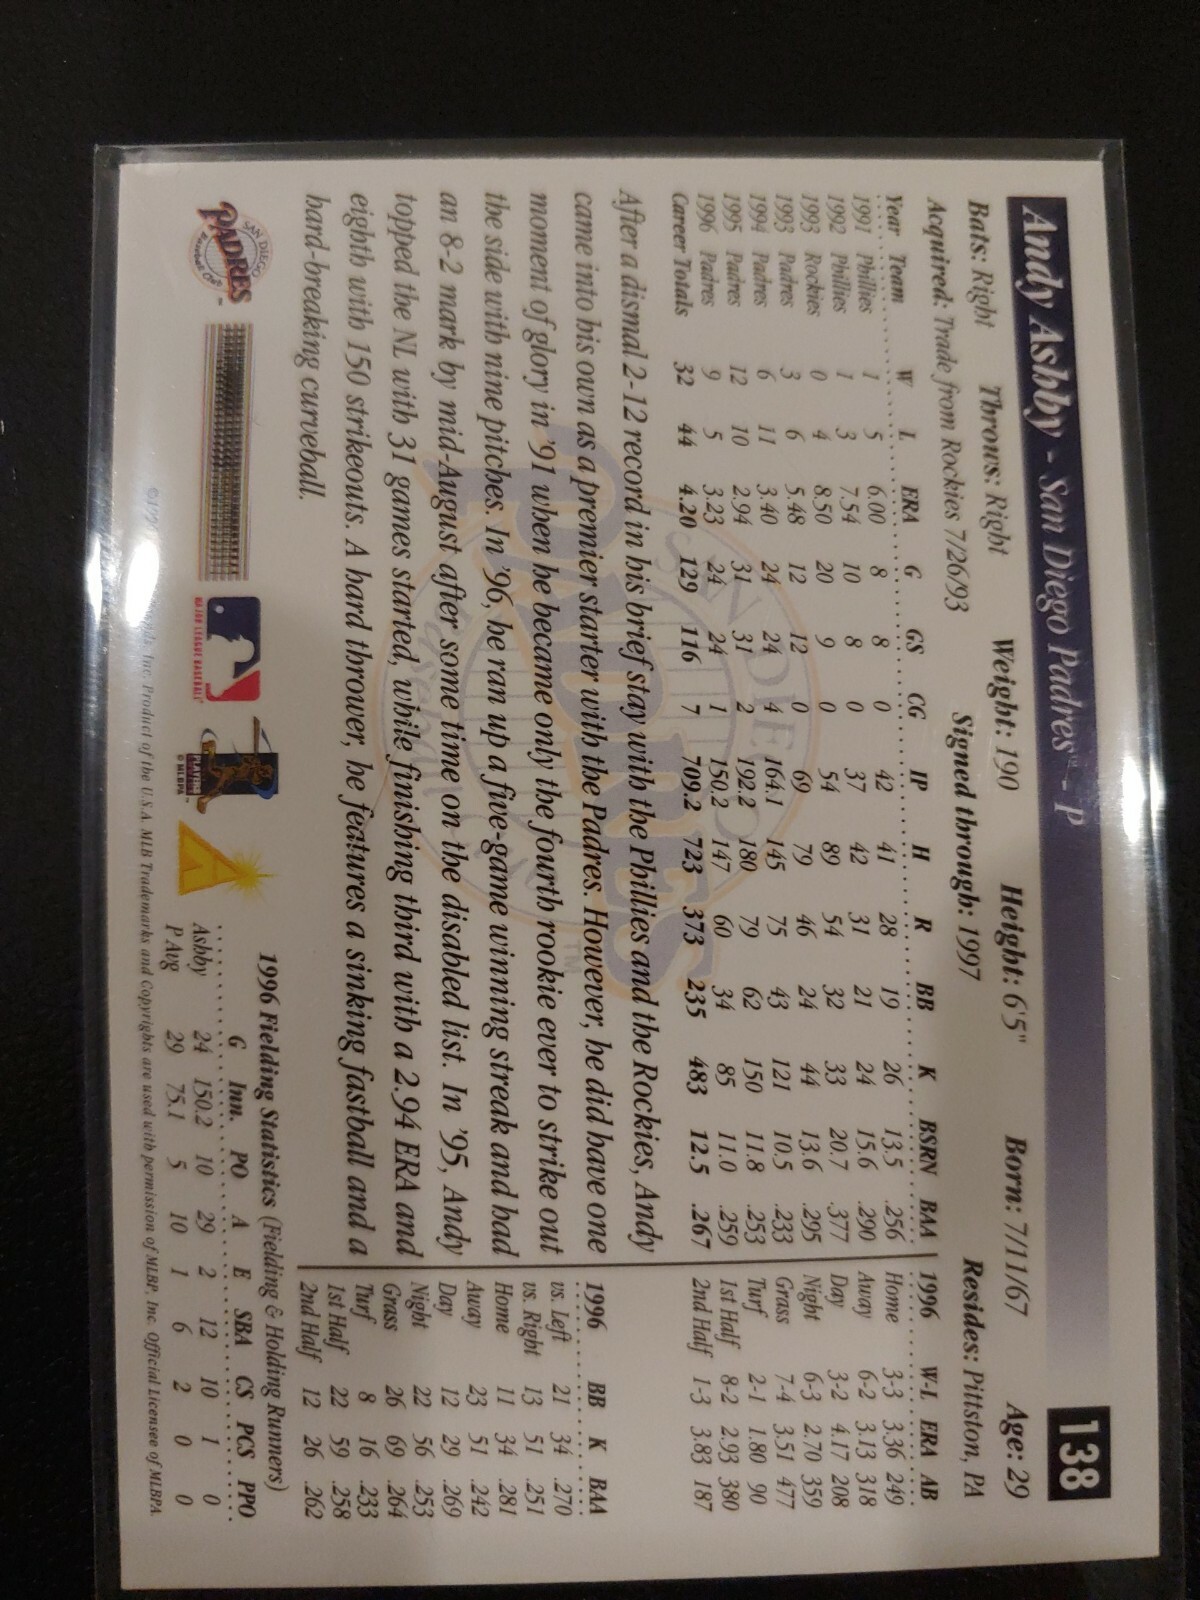 Andy Ashby - San Diego Padres™ - P
138
Bats: Right Throws: Right Weight: 190 Height: 6'5" Born: 7/11/67 Age: 29
Acquired: Trade from Rockies 7/26/93 Signed through: 1997 Resides: Pittston, PA
Year Team W L ERA G GS CG IP H R BB K BSRN BAA
1991 Phillies 1 5 6.00 8 8 0 42 41 28 19 26 13.5 .256
1992 Phillies 1 3 7.54 10 8 0 37 42 31 21 24 15.6 .290
1993 Rockies 0 4 8.50 20 9 0 54 89 54 32 33 20.7 .377
1993 Padres 3 6 5.48 12 12 0 69 79 46 24 44 13.6 .295
1994 Padres 6 11 3.40 24 24 4 164.1 145 75 43 121 10.5 .233
1995 Padres 12 10 2.94 31 31 2 192.2 180 79 62 150 11.8 .253
1996 Padres 9 5 3.23 24 24 1 150.2 147 60 34 85 11.0 .259
Career Totals 32 44 4.20 129 116 7 709.2 723 373 235 483 12.5 .267
1996 W-L ERA AB
Home 3-3 3.36 249
Away 6-2 3.13 318
Day 3-2 4.17 208
Night 6-3 2.70 359
Grass 7-4 3.51 477
Turf 2-1 1.80 90
1st Half 8-2 2.93 380
2nd Half 1-3 3.83 187
After a dismal 2-12 record in his brief stay with the Phillies and the Rockies, Andy
came into his own as a premier starter with the Padres. However, he did have one
moment of glory in '91 when he became only the fourth rookie ever to strike out
the side with nine pitches. In '96, he ran up a five-game winning streak and had
an 8-2 mark by mid-August after some time on the disabled list. In '95, Andy
topped the NL with 31 games started, while finishing third with a 2.94 ERA and
eighth with 150 strikeouts. A hard thrower, he features a sinking fastball and a
hard-breaking curveball.
1996 BB K BAA
vs. Left 21 34 .270
vs. Right 13 51 .251
Home 11 34 .281
Away 23 51 .242
Day 12 29 .269
Night 22 56 .253
Grass 26 69 .264
Turf 8 16 .233
1st Half 22 59 .258
2nd Half 12 26 .262
SAN DIEGO
PADRES
Baseball Club
SAN DIEGO
PADRES™
MAJOR LEAGUE BASEBALL
PLAYERS
© MLBPA
1996 Fielding Statistics (Fielding & Holding Runners)
G Inn. PO A E SBA CS PCS PPO
Ashby 24 150.2 10 29 2 12 10 1 0
P Avg 29 75.1 5 10 1 6 2 0 0
Inc. Product of the U.S.A. MLB Trademarks and Copyrights are used with permission of MLBP, Inc. Official Licensee of MLBPA.